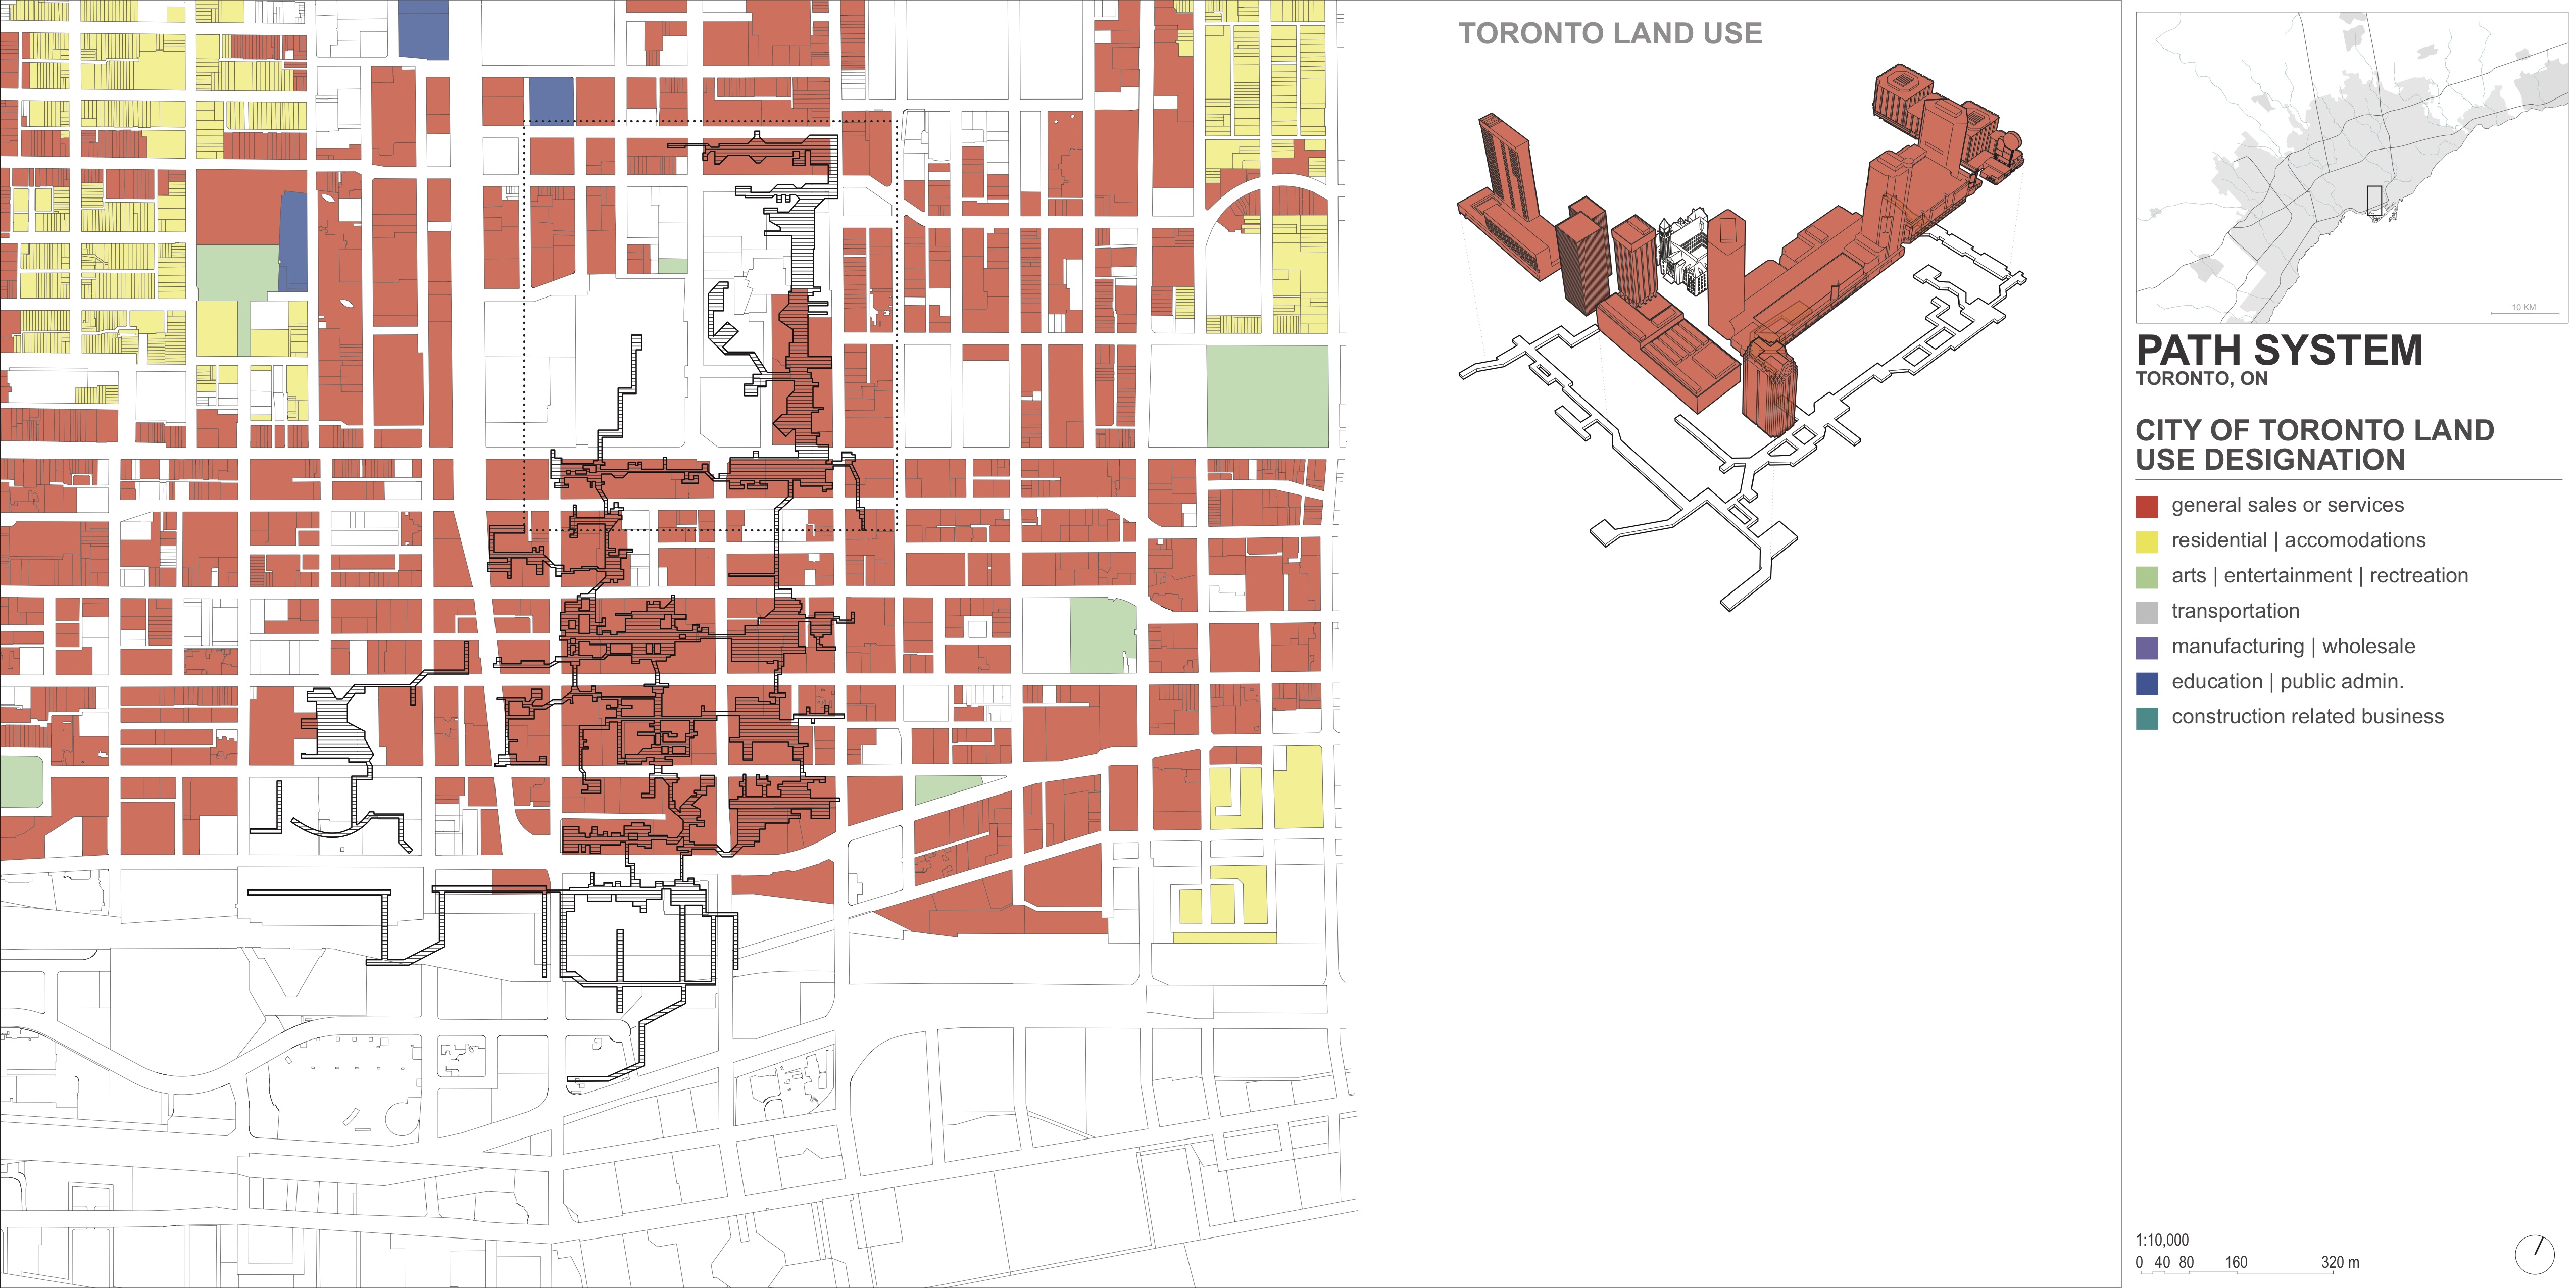 TORONTO LAND USE
10 KM
PATH SYSTEM
TORONTO, ON
CITY OF TORONTO LAND
USE DESIGNATION
general sales or services
residential | accomodations
arts | entertainment | rectreation
transportation
manufacturing | wholesale
education | public admin.
construction related business
1:10,000
0 40 80 160 320 m